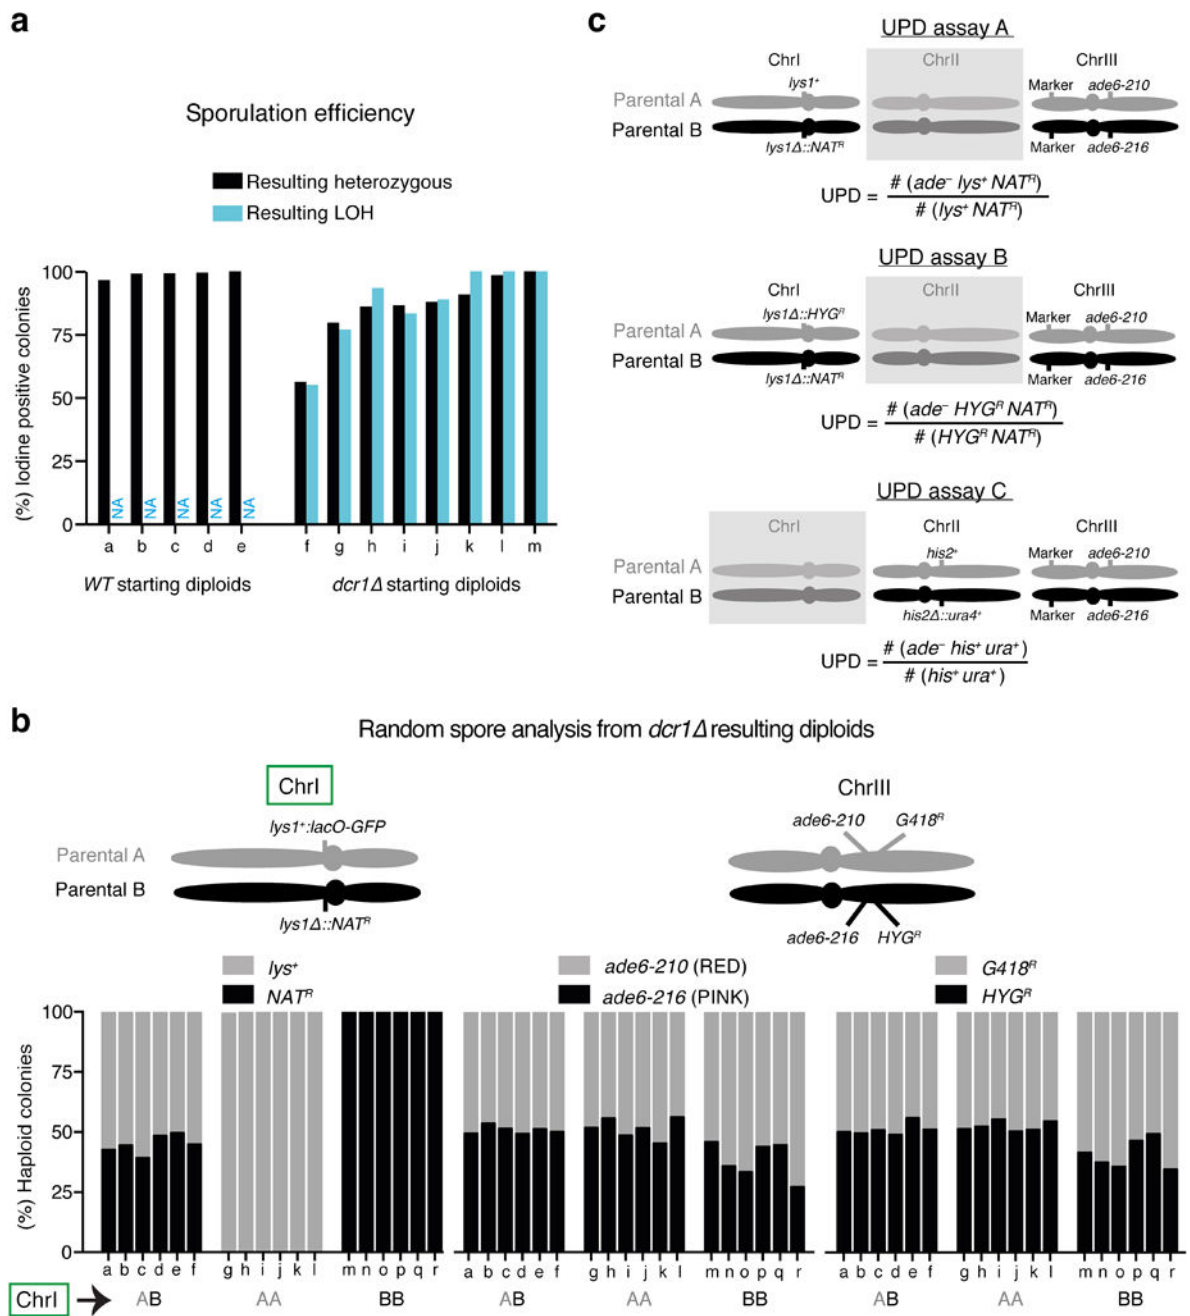 a
Sporulation efficiency
Resulting heterozygous
Resulting LOH
(%) Iodine positive colonies
100
75
50
25
0
NA NA NA NA NA
a b c d e f g h i j k l m
WT starting diploids dcr1Δ starting diploids
c
UPD assay A
ChrI ChrII ChrIII
lys1⁺ Marker ade6-210
Parental A
Parental B
lys1Δ::NATᴿ Marker ade6-216
UPD = # (ade⁻ lys⁺ NATᴿ)
# (lys⁺ NATᴿ)
UPD assay B
ChrI ChrII ChrIII
lys1Δ::HYGᴿ Marker ade6-210
Parental A
Parental B
lys1Δ::NATᴿ Marker ade6-216
UPD = # (ade⁻ HYGᴿ NATᴿ)
# (HYGᴿ NATᴿ)
UPD assay C
ChrI ChrII ChrIII
his2⁺ Marker ade6-210
Parental A
Parental B
his2Δ::ura4⁺ Marker ade6-216
UPD = # (ade⁻ his⁺ ura⁺)
# (his⁺ ura⁺)
b
Random spore analysis from dcr1Δ resulting diploids
ChrI ChrIII
lys1⁺:lacO-GFP ade6-210 G418ᴿ
Parental A
Parental B
lys1Δ::NATᴿ ade6-216 HYGᴿ
lys⁺ ade6-210 (RED) G418ᴿ
NATᴿ ade6-216 (PINK) HYGᴿ
(%) Haploid colonies
100
75
50
25
0
a b c d e f g h i j k l m n o p q r a b c d e f g h i j k l m n o p q r a b c d e f g h i j k l m n o p q r
ChrI AB AA BB AB AA BB AB AA BB